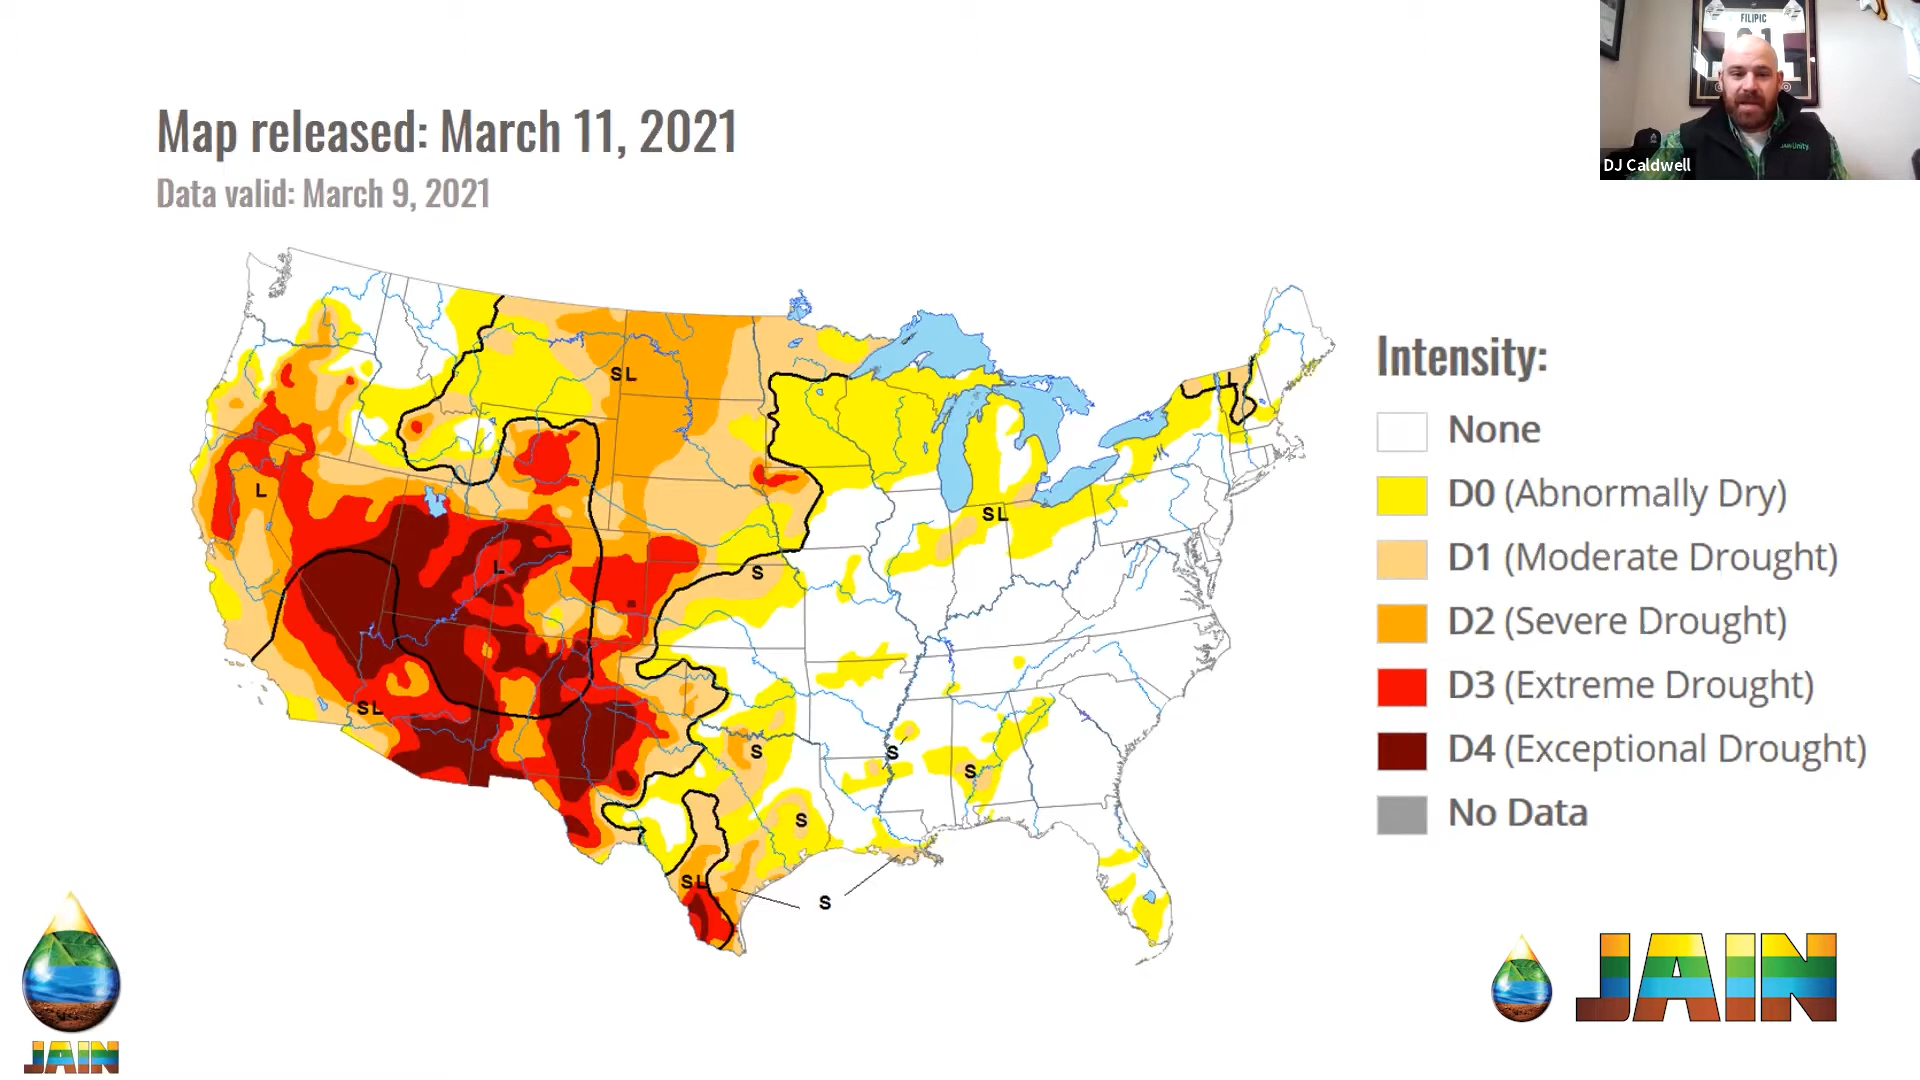 FILIPIC
JAIN Unity
DJ Caldwell
Map released: March 11, 2021
Data valid: March 9, 2021
SL
L
L
SL
S
SL
S
S
SL
S
S
S
L
Intensity:
None
D0 (Abnormally Dry)
D1 (Moderate Drought)
D2 (Severe Drought)
D3 (Extreme Drought)
D4 (Exceptional Drought)
No Data
JAIN
JAIN